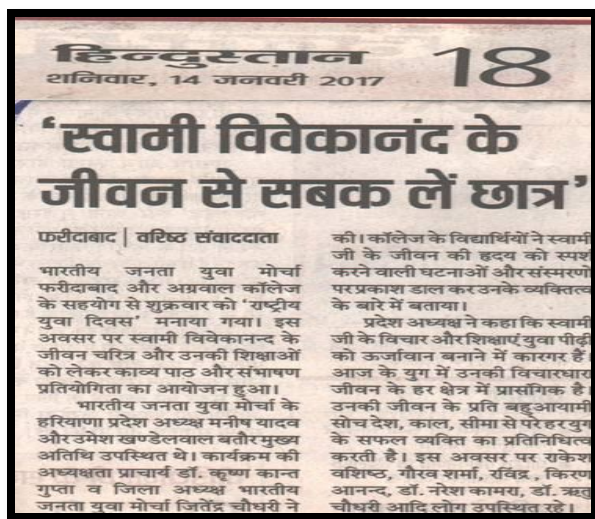 हिन्दुस्तान
शनिवार, 14 जनवरी 2017
18
‘स्वामी विवेकानंद के
जीवन से सबक लें छात्र’
फरीदाबाद | वरिष्ठ संवाददाता
भारतीय जनता युवा मोर्चा
फरीदाबाद और अग्रवाल कॉलेज
के सहयोग से शुक्रवार को ‘राष्ट्रीय
युवा दिवस’ मनाया गया। इस
अवसर पर स्वामी विवेकानन्द के
जीवन चरित्र और उनकी शिक्षाओं
को लेकर काव्य पाठ और संभाषण
प्रतियोगिता का आयोजन हुआ।
भारतीय जनता युवा मोर्चा के
हरियाणा प्रदेश अध्यक्ष मनीष यादव
और उमेश खण्डेलवाल बतौर मुख्य
अतिथि उपस्थित थे। कार्यक्रम की
अध्यक्षता प्राचार्य डॉ. कृष्ण कान्त
गुप्ता व जिला अध्यक्ष भारतीय
जनता युवा मोर्चा जितेंद्र चौधरी ने
की। कॉलेज के विद्यार्थियों ने स्वामी
जी के जीवन की हृदय को स्पर्श
करने वाली घटनाओं और संस्मरणों
पर प्रकाश डाल कर उनके व्यक्तित्व
के बारे में बताया।
प्रदेश अध्यक्ष ने कहा कि स्वामी
जी के विचार और शिक्षाएं युवा पीढ़ी
को ऊर्जावान बनाने में कारगर हैं।
आज के युग में उनकी विचारधारा
जीवन के हर क्षेत्र में प्रासंगिक है।
उनकी जीवन के प्रति बहुआयामी
सोच देश, काल, सीमा से परे हर युग
के सफल व्यक्ति का प्रतिनिधित्व
करती है। इस अवसर पर राकेश
वशिष्ठ, गौरव शर्मा, रविंद्र , किरण
आनन्द, डॉ. नरेश कामरा, डॉ. ऋतु
चौधरी आदि लोग उपस्थित रहे।